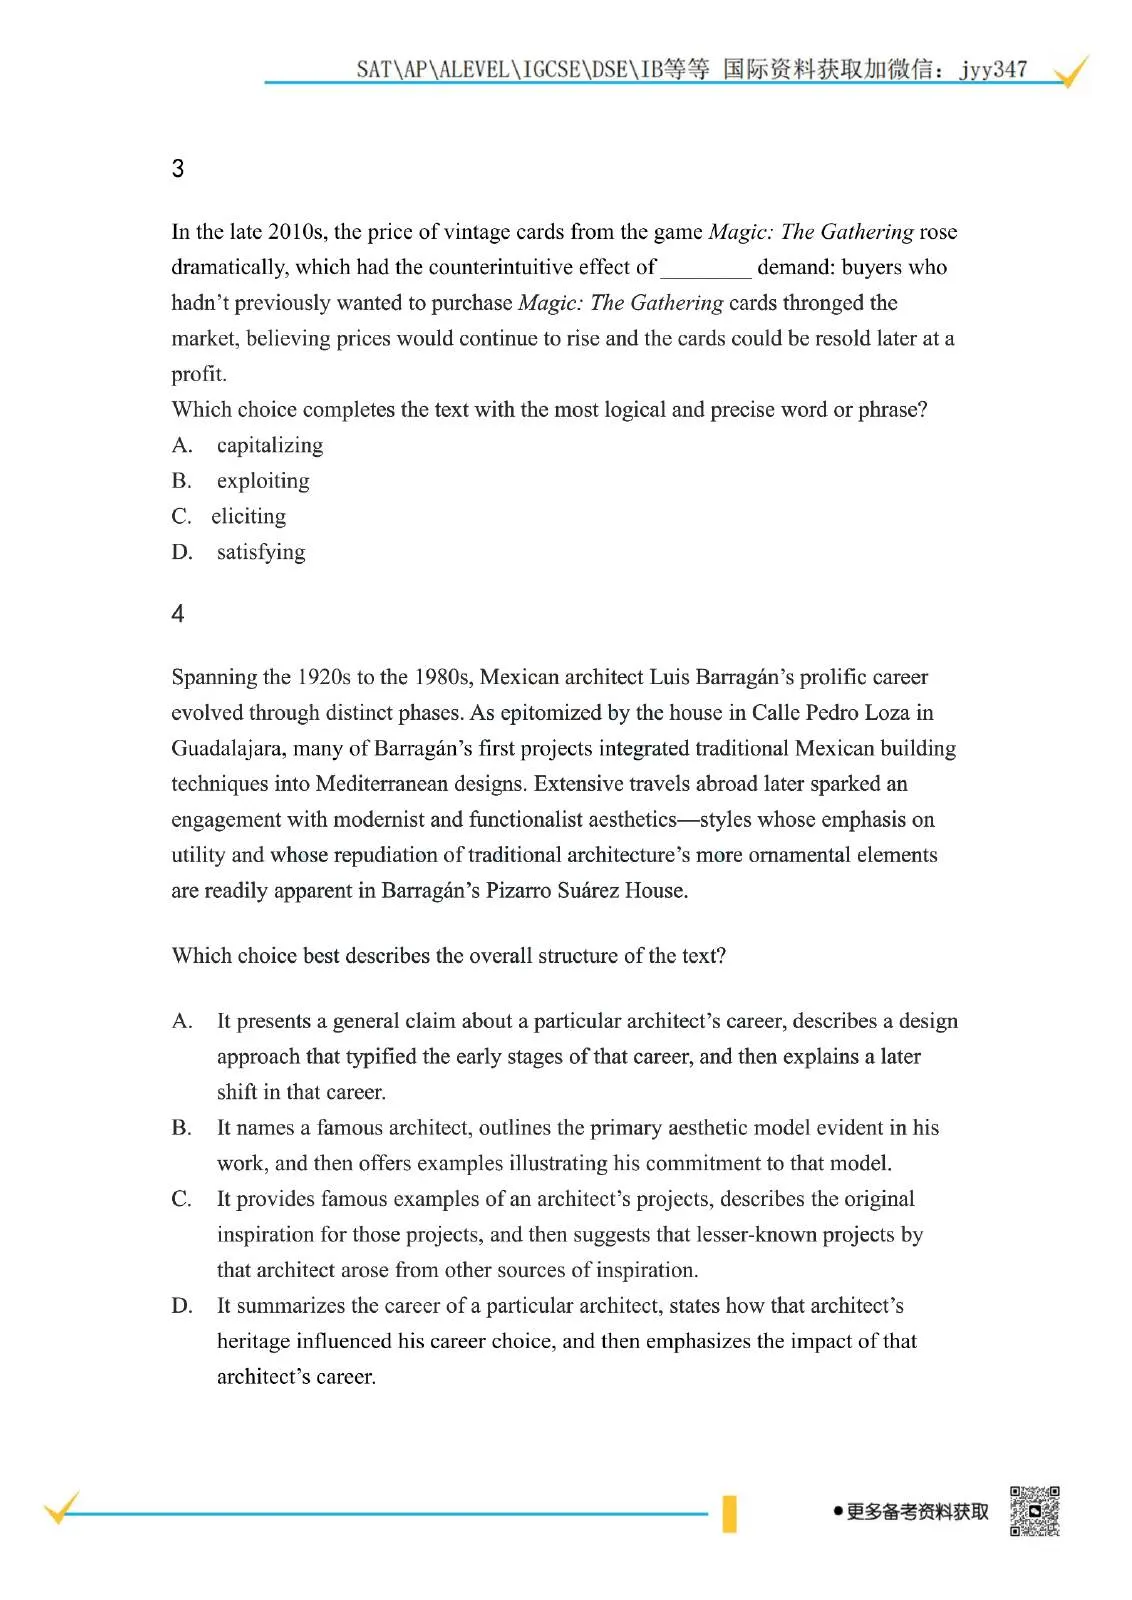 SAT\AP\ALEVEL\IGCSE\DSE\IB等等 国际资料获取加微信：jyy347
3
In the late 2010s, the price of vintage cards from the game Magic: The Gathering rose
dramatically, which had the counterintuitive effect of ________ demand: buyers who
hadn’t previously wanted to purchase Magic: The Gathering cards thronged the
market, believing prices would continue to rise and the cards could be resold later at a
profit.
Which choice completes the text with the most logical and precise word or phrase?
A. capitalizing
B. exploiting
C. eliciting
D. satisfying
4
Spanning the 1920s to the 1980s, Mexican architect Luis Barragán’s prolific career
evolved through distinct phases. As epitomized by the house in Calle Pedro Loza in
Guadalajara, many of Barragán’s first projects integrated traditional Mexican building
techniques into Mediterranean designs. Extensive travels abroad later sparked an
engagement with modernist and functionalist aesthetics—styles whose emphasis on
utility and whose repudiation of traditional architecture’s more ornamental elements
are readily apparent in Barragán’s Pizarro Suárez House.
Which choice best describes the overall structure of the text?
A. It presents a general claim about a particular architect’s career, describes a design
approach that typified the early stages of that career, and then explains a later
shift in that career.
B. It names a famous architect, outlines the primary aesthetic model evident in his
work, and then offers examples illustrating his commitment to that model.
C. It provides famous examples of an architect’s projects, describes the original
inspiration for those projects, and then suggests that lesser-known projects by
that architect arose from other sources of inspiration.
D. It summarizes the career of a particular architect, states how that architect’s
heritage influenced his career choice, and then emphasizes the impact of that
architect’s career.
●更多备考资料获取